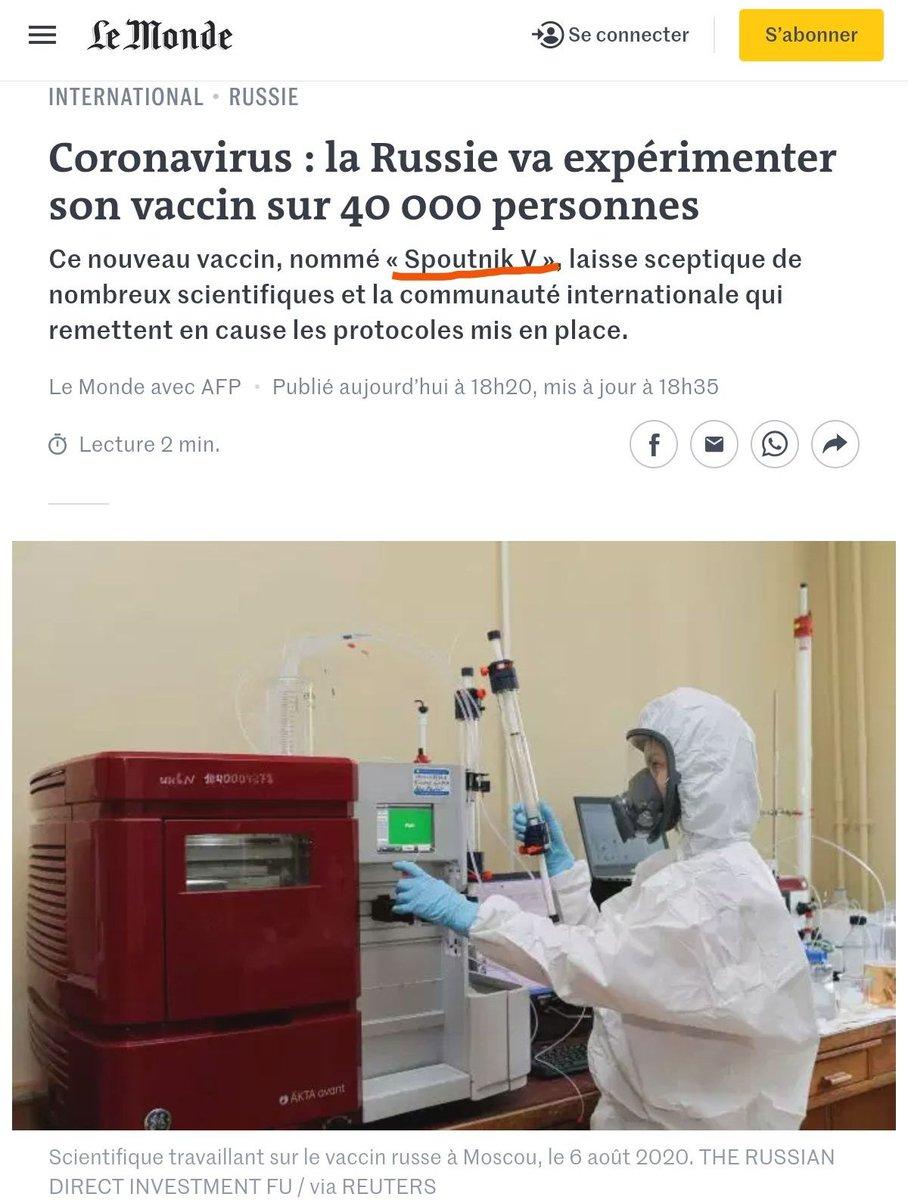 Le Monde
Se connecter
S'abonner
INTERNATIONAL • RUSSIE
Coronavirus : la Russie va expérimenter
son vaccin sur 40 000 personnes
Ce nouveau vaccin, nommé « Spoutnik V », laisse sceptique de
nombreux scientifiques et la communauté internationale qui
remettent en cause les protocoles mis en place.
Le Monde avec AFP • Publié aujourd'hui à 18h20, mis à jour à 18h35
Lecture 2 min.
ÄKTA avant
Scientifique travaillant sur le vaccin russe à Moscou, le 6 août 2020. THE RUSSIAN
DIRECT INVESTMENT FU / via REUTERS